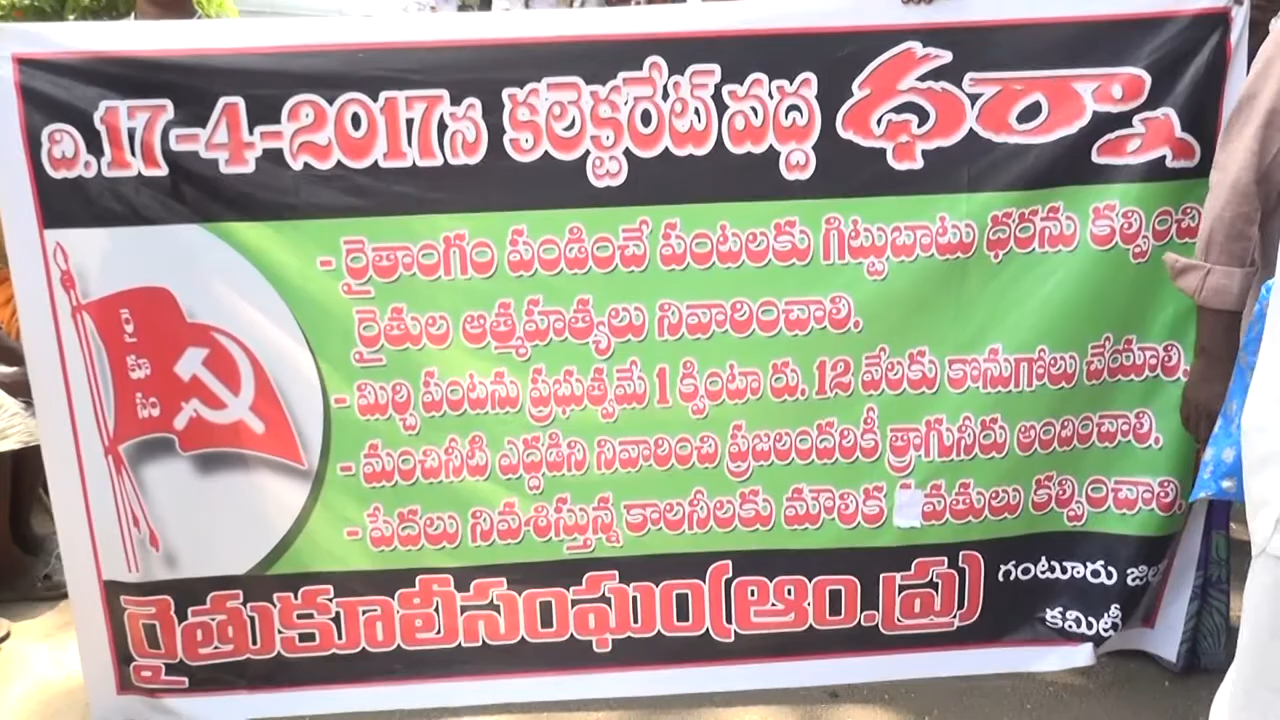 ది.17-4-2017న కలెక్టరేట్ వద్ద ధర్నా
- రైతాంగం పండించే పంటలకు గిట్టుబాటు ధరను కల్పించి
రైతుల ఆత్మహత్యలు నివారించాలి.
- మిర్చి పంటను ప్రభుత్వమే 1 క్వింటా రు. 12 వేలకు కొనుగోలు చేయాలి.
- మంచినీటి ఎద్దడిని నివారించి ప్రజలందరికీ త్రాగునీరు అందించాలి.
- పేదలు నివశిస్తున్న కాలనీలకు మౌలిక వతులు కల్పించాలి.
రై
కూ
సం
రైతుకూలీసంఘం(ఆం.ప్ర)
గుంటూరు
కమిటీ